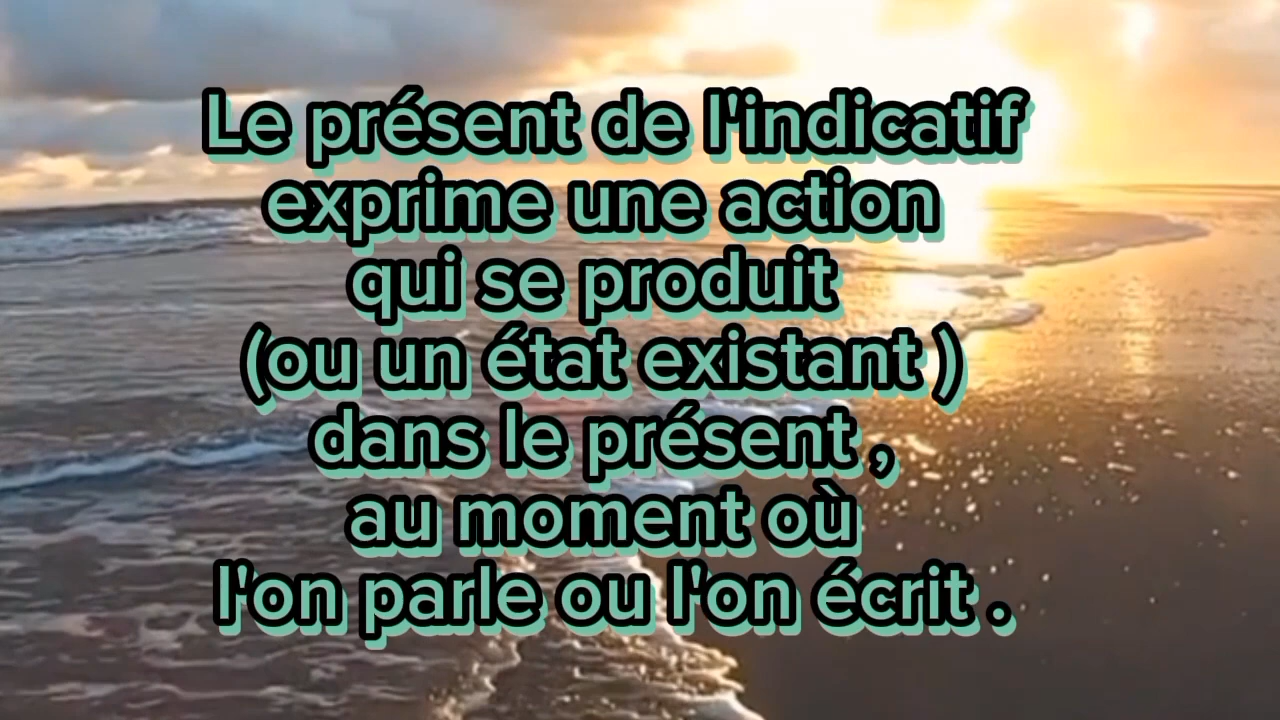 Le présent de l'indicatif
exprime une action
qui se produit
(ou un état existant )
dans le présent ,
au moment où
l'on parle ou l'on écrit .